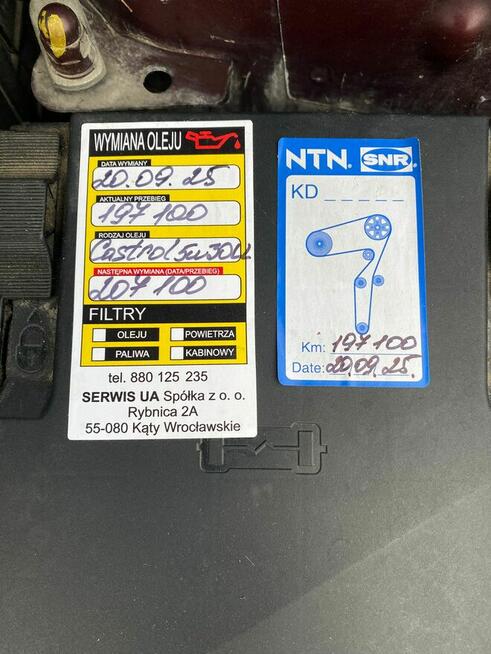 WYMIANA OLEJU
DATA WYMIANY
20.09.25
AKTUALNY PRZEBIEG
197 100
RODZAJ OLEJU
Castrol 5w30LL
NASTĘPNA WYMIANA (DATA/PRZEBIEG)
207 100
FILTRY
OLEJU
POWIETRZA
PALIWA
KABINOWY
tel. 880 125 235
SERWIS UA Spółka z o. o.
Rybnica 2A
55-080 Kąty Wrocławskie
NTN. SNR
KD _ _ _ _ _
Km: 197 100
Date: 20.09.25.